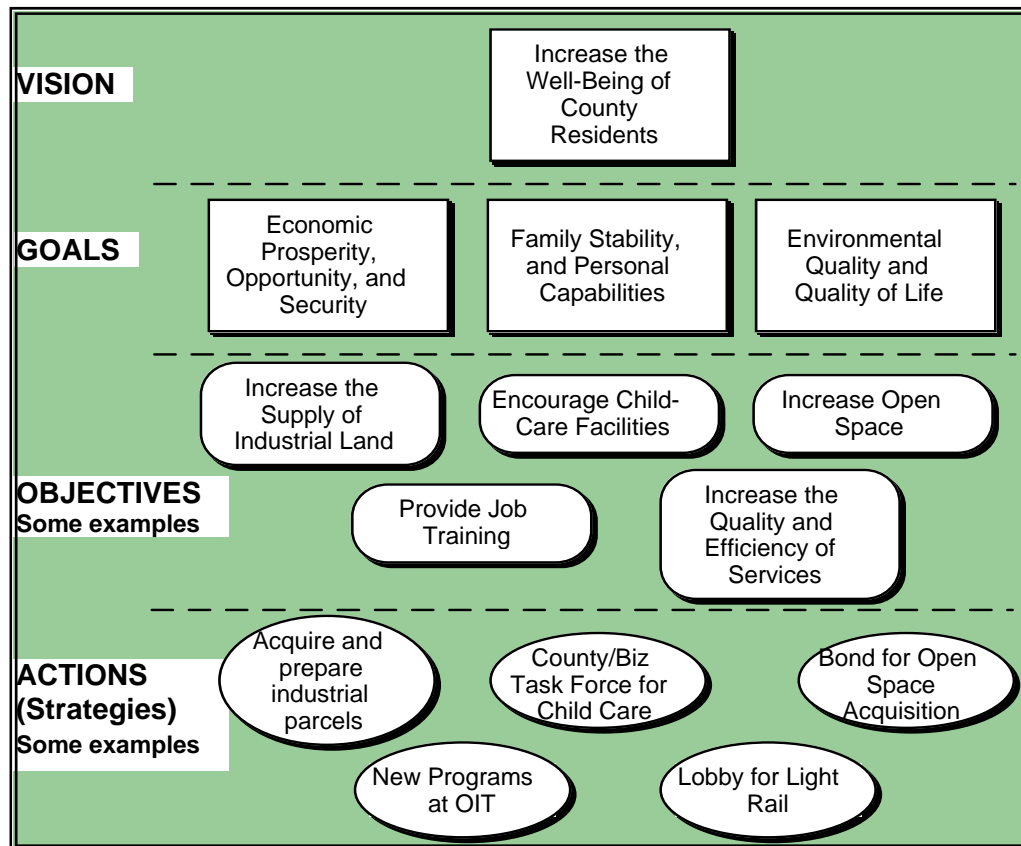 VISION
Increase the
Well-Being of
County
Residents
GOALS
Economic
Prosperity,
Opportunity, and
Security
Family Stability,
and Personal
Capabilities
Environmental
Quality and
Quality of Life
Increase the
Supply of
Industrial Land
Encourage Child-
Care Facilities
Increase Open
Space
OBJECTIVES
Some examples
Provide Job
Training
Increase the
Quality and
Efficiency of
Services
ACTIONS
(Strategies)
Some examples
Acquire and
prepare
industrial
parcels
County/Biz
Task Force for
Child Care
Bond for Open
Space
Acquisition
New Programs
at OIT
Lobby for Light
Rail